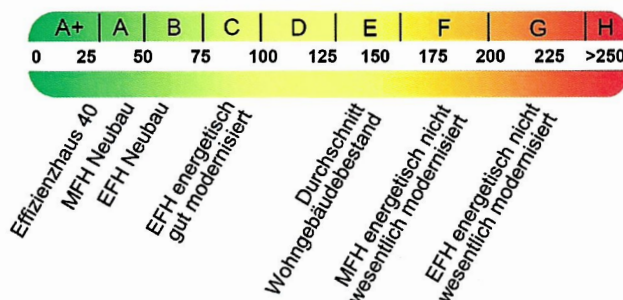 A+ A B C D E F G H
0 25 50 75 100 125 150 175 200 225 >250
Effizienzhaus 40
MFH Neubau
EFH Neubau
EFH energetisch
gut modernisiert
Durchschnitt
Wohngebäudebestand
MFH energetisch nicht
wesentlich modernisiert
EFH energetisch nicht
wesentlich modernisiert